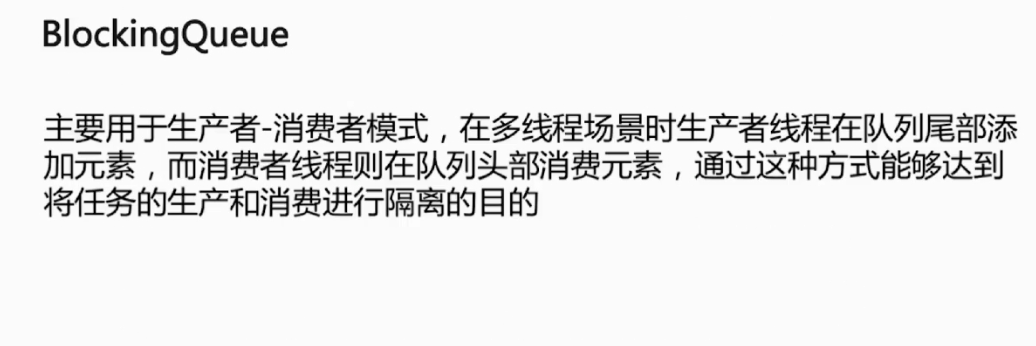 BlockingQueue
主要用于生产者-消费者模式，在多线程场景时生产者线程在队列尾部添
加元素，而消费者线程则在队列头部消费元素，通过这种方式能够达到
将任务的生产和消费进行隔离的目的